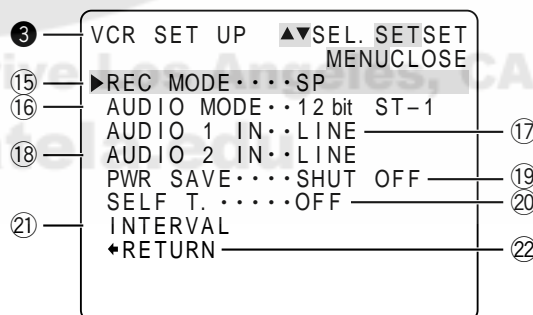 ❸ VCR SET UP ▲▼SEL. SETSET
MENUCLOSE
⑮ ▶REC MODE・・・・SP
⑯ AUDIO MODE・・12 bit ST–1
AUDIO 1 IN・・LINE ⑰
⑱ AUDIO 2 IN・・LINE
PWR SAVE・・・・SHUT OFF ⑲
SELF T. ・・・・・OFF ⑳
㉑ INTERVAL
←RETURN ㉒